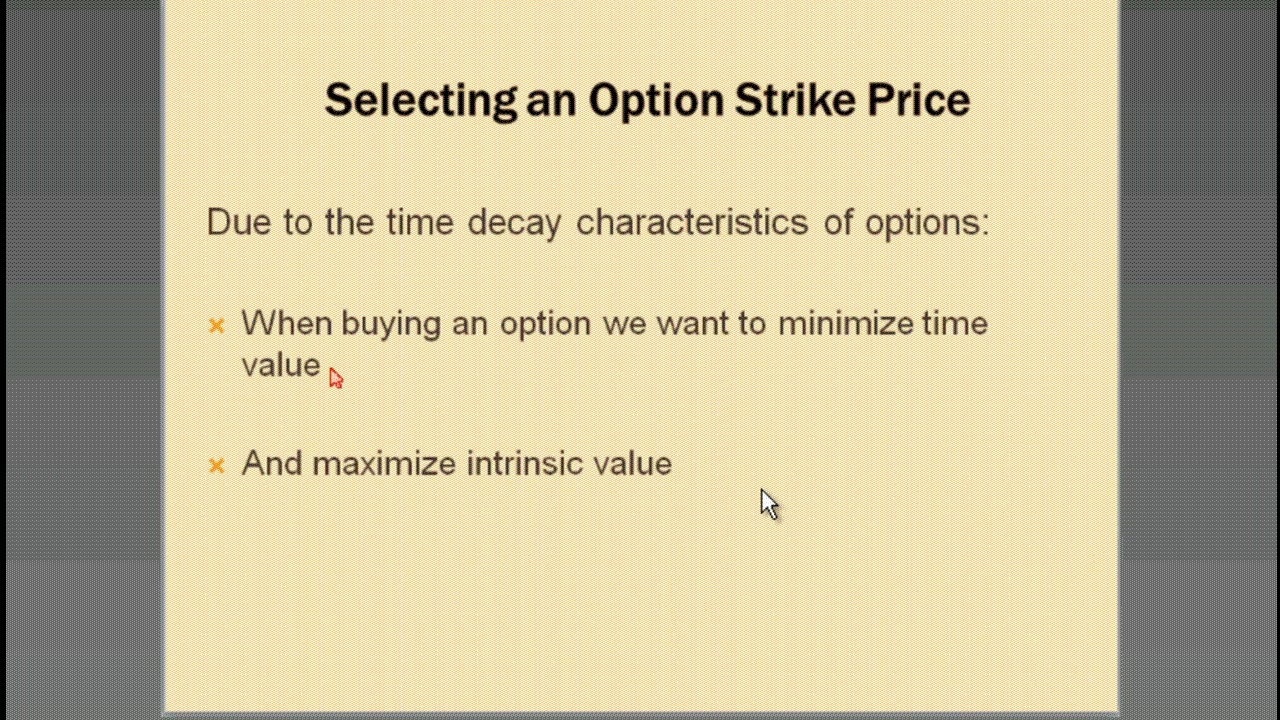 Selecting an Option Strike Price
Due to the time decay characteristics of options:
When buying an option we want to minimize time
value
And maximize intrinsic value